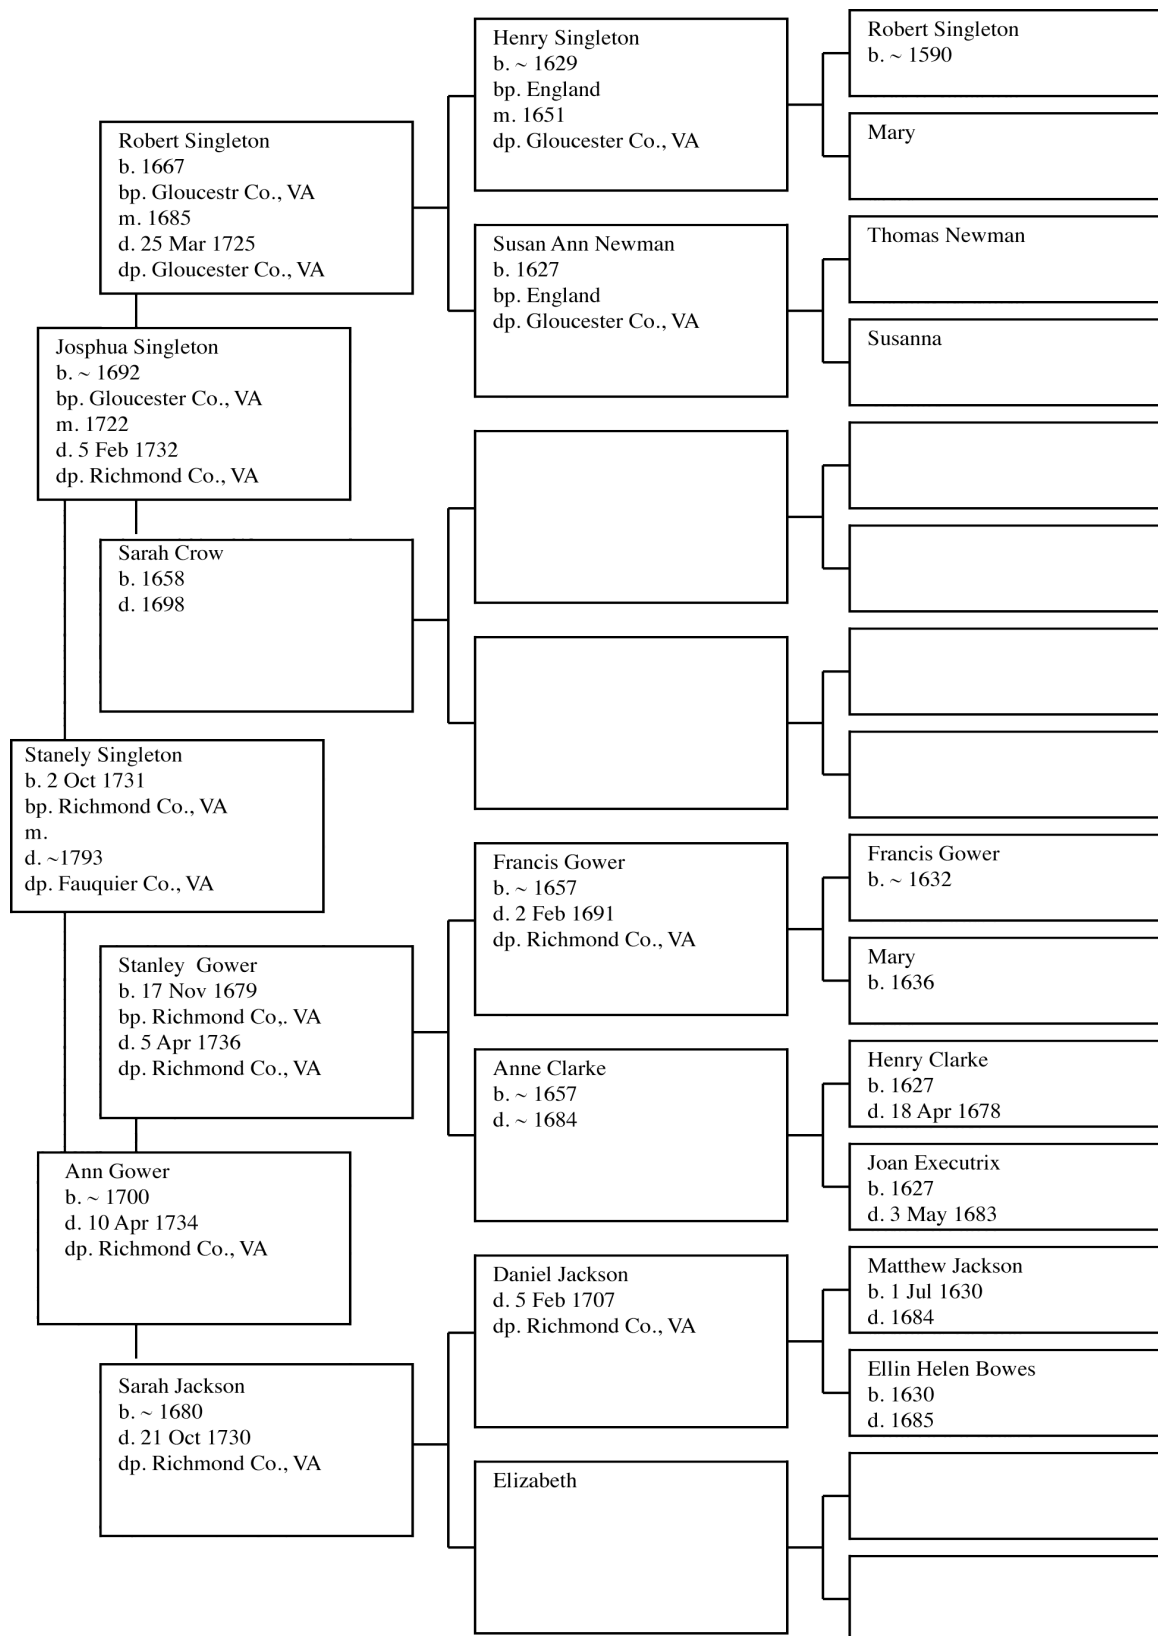 Robert Singleton
b. 1667
bp. Gloucestr Co., VA
m. 1685
d. 25 Mar 1725
dp. Gloucester Co., VA
Josphua Singleton
b. ~ 1692
bp. Gloucester Co., VA
m. 1722
d. 5 Feb 1732
dp. Richmond Co., VA
Sarah Crow
b. 1658
d. 1698
Stanely Singleton
b. 2 Oct 1731
bp. Richmond Co., VA
m.
d. ~1793
dp. Fauquier Co., VA
Stanley  Gower
b. 17 Nov 1679
bp. Richmond Co,. VA
d. 5 Apr 1736
dp. Richmond Co., VA
Ann Gower
b. ~ 1700
d. 10 Apr 1734
dp. Richmond Co., VA
Sarah Jackson
b. ~ 1680
d. 21 Oct 1730
dp. Richmond Co., VA
Henry Singleton
b. ~ 1629
bp. England
m. 1651
dp. Gloucester Co., VA
Susan Ann Newman
b. 1627
bp. England
dp. Gloucester Co., VA
Francis Gower
b. ~ 1657
d. 2 Feb 1691
dp. Richmond Co., VA
Anne Clarke
b. ~ 1657
d. ~ 1684
Daniel Jackson
d. 5 Feb 1707
dp. Richmond Co., VA
Elizabeth
Robert Singleton
b. ~ 1590
Mary
Thomas Newman
Susanna
Francis Gower
b. ~ 1632
Mary
b. 1636
Henry Clarke
b. 1627
d. 18 Apr 1678
Joan Executrix
b. 1627
d. 3 May 1683
Matthew Jackson
b. 1 Jul 1630
d. 1684
Ellin Helen Bowes
b. 1630
d. 1685